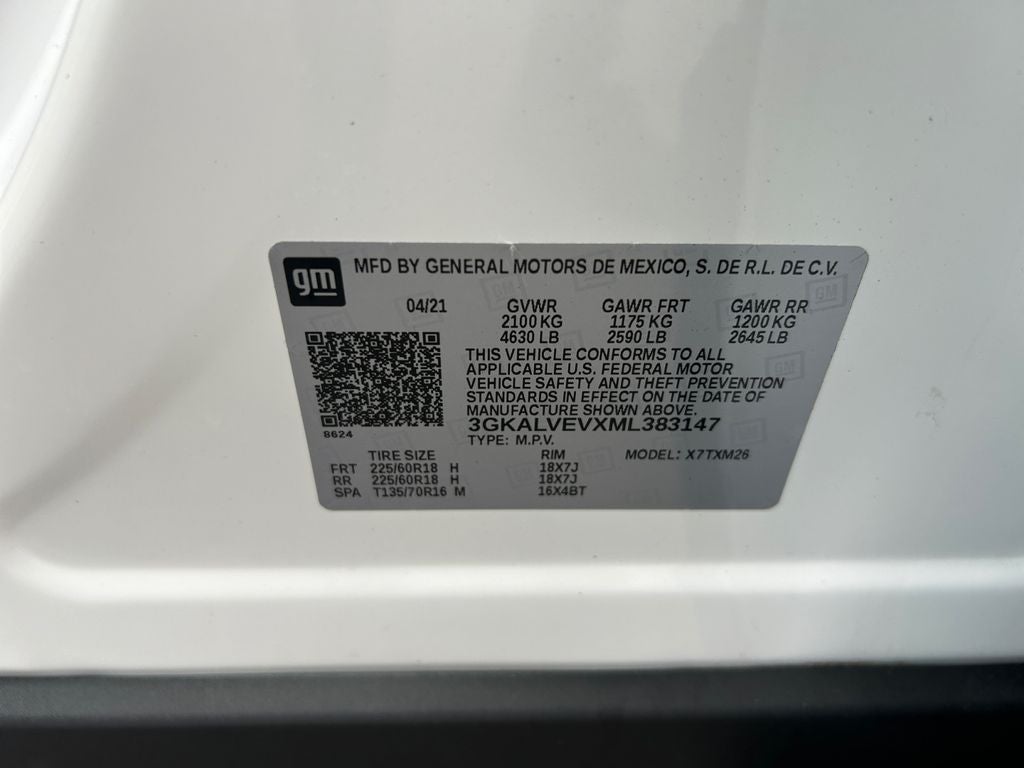 gm MFD BY GENERAL MOTORS DE MEXICO, S. DE R.L. DE C.V.
04/21 GVWR GAWR FRT GAWR RR
2100 KG 1175 KG 1200 KG
4630 LB 2590 LB 2645 LB
THIS VEHICLE CONFORMS TO ALL
APPLICABLE U.S. FEDERAL MOTOR
VEHICLE SAFETY AND THEFT PREVENTION
STANDARDS IN EFFECT ON THE DATE OF
MANUFACTURE SHOWN ABOVE.
8624 3GKALVEVXML383147
TYPE: M.P.V.
TIRE SIZE RIM MODEL: X7TXM26
FRT 225/60R18 H 18X7J
RR 225/60R18 H 18X7J
SPA T135/70R16 M 16X4BT